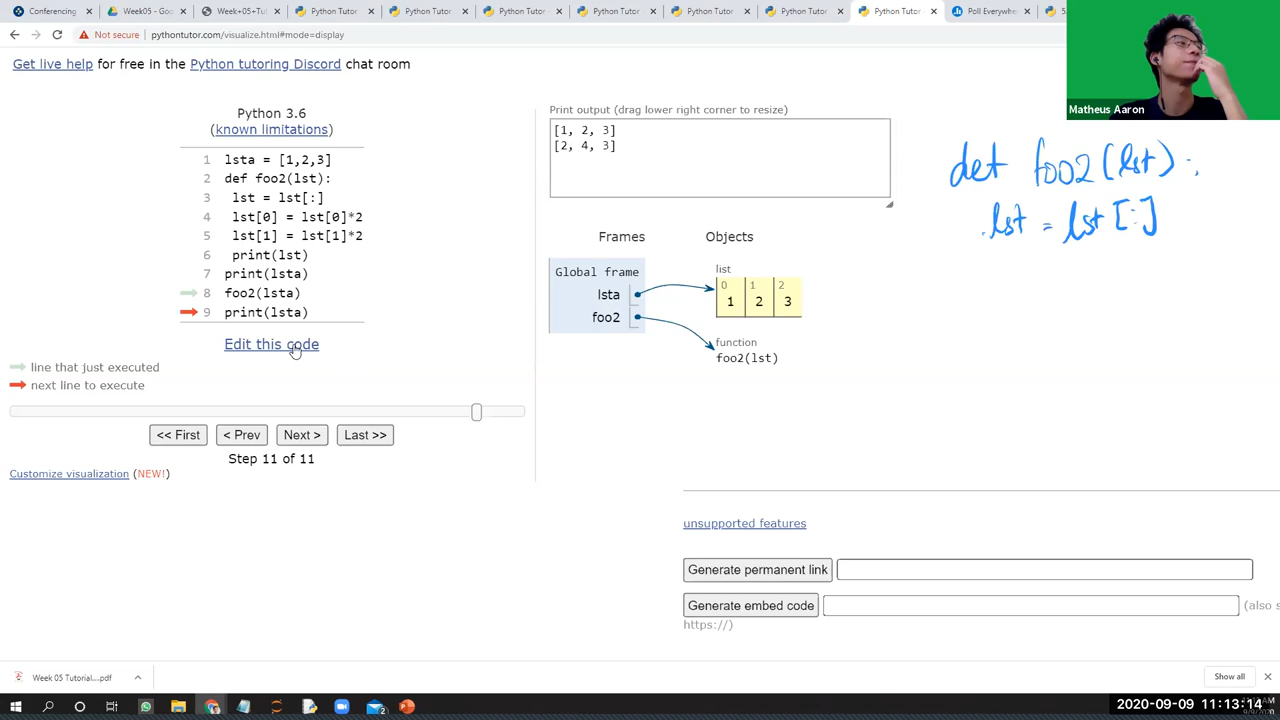 Conferencing
Week05 - Goo
Week+05+Tu
Python Tutor
Python Tutor
Python Tutor
Python Tutor
Python Tutor
Python Tutor
Python Tutor
Poll Everywhere
Not secure | pythontutor.com/visualize.html#mode=display
Get live help for free in the Python tutoring Discord chat room
Matheus Aaron
Python 3.6
(known limitations)
1 lsta = [1,2,3]
2 def foo2(lst):
3 lst = lst[:]
4 lst[0] = lst[0]*2
5 lst[1] = lst[1]*2
6 print(lst)
7 print(lsta)
8 foo2(lsta)
9 print(lsta)
Edit this code
line that just executed
next line to execute
<< First
< Prev
Next >
Last >>
Step 11 of 11
Customize visualization (NEW!)
Print output (drag lower right corner to resize)
[1, 2, 3]
[2, 4, 3]
Frames
Objects
Global frame
lsta
foo2
list
0 1 2
1 2 3
function
foo2(lst)
def foo2(lst):
lst = lst[:]
unsupported features
Generate permanent link
Generate embed code
(also s
https://)
Week 05 Tutorial....pdf
Show all
2020-09-09 11:13:14